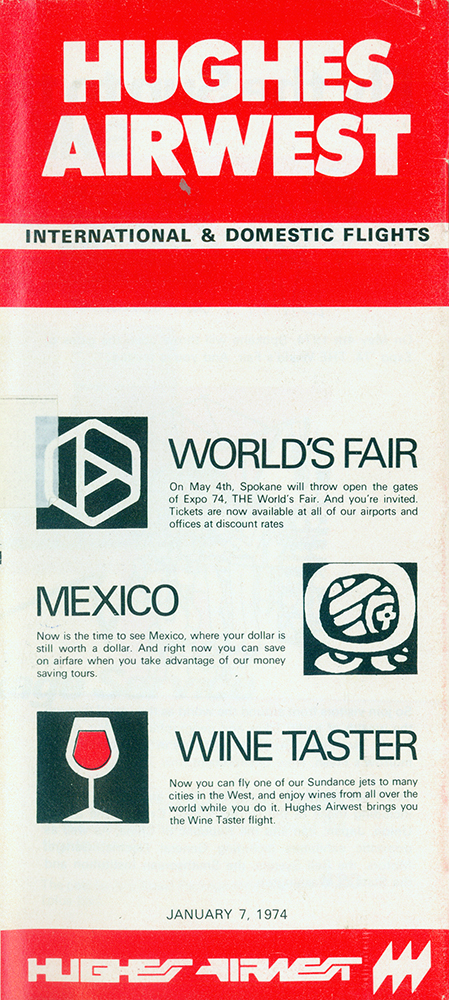 HUGHES
AIRWEST
INTERNATIONAL & DOMESTIC FLIGHTS
WORLD'S FAIR
On May 4th, Spokane will throw open the gates
of Expo 74, THE World's Fair. And you're invited.
Tickets are now available at all of our airports and
offices at discount rates
MEXICO
Now is the time to see Mexico, where your dollar is
still worth a dollar. And right now you can save
on airfare when you take advantage of our money
saving tours.
WINE TASTER
Now you can fly one of our Sundance jets to many
cities in the West, and enjoy wines from all over the
world while you do it. Hughes Airwest brings you
the Wine Taster flight.
JANUARY 7, 1974
HUGHES AIRWEST